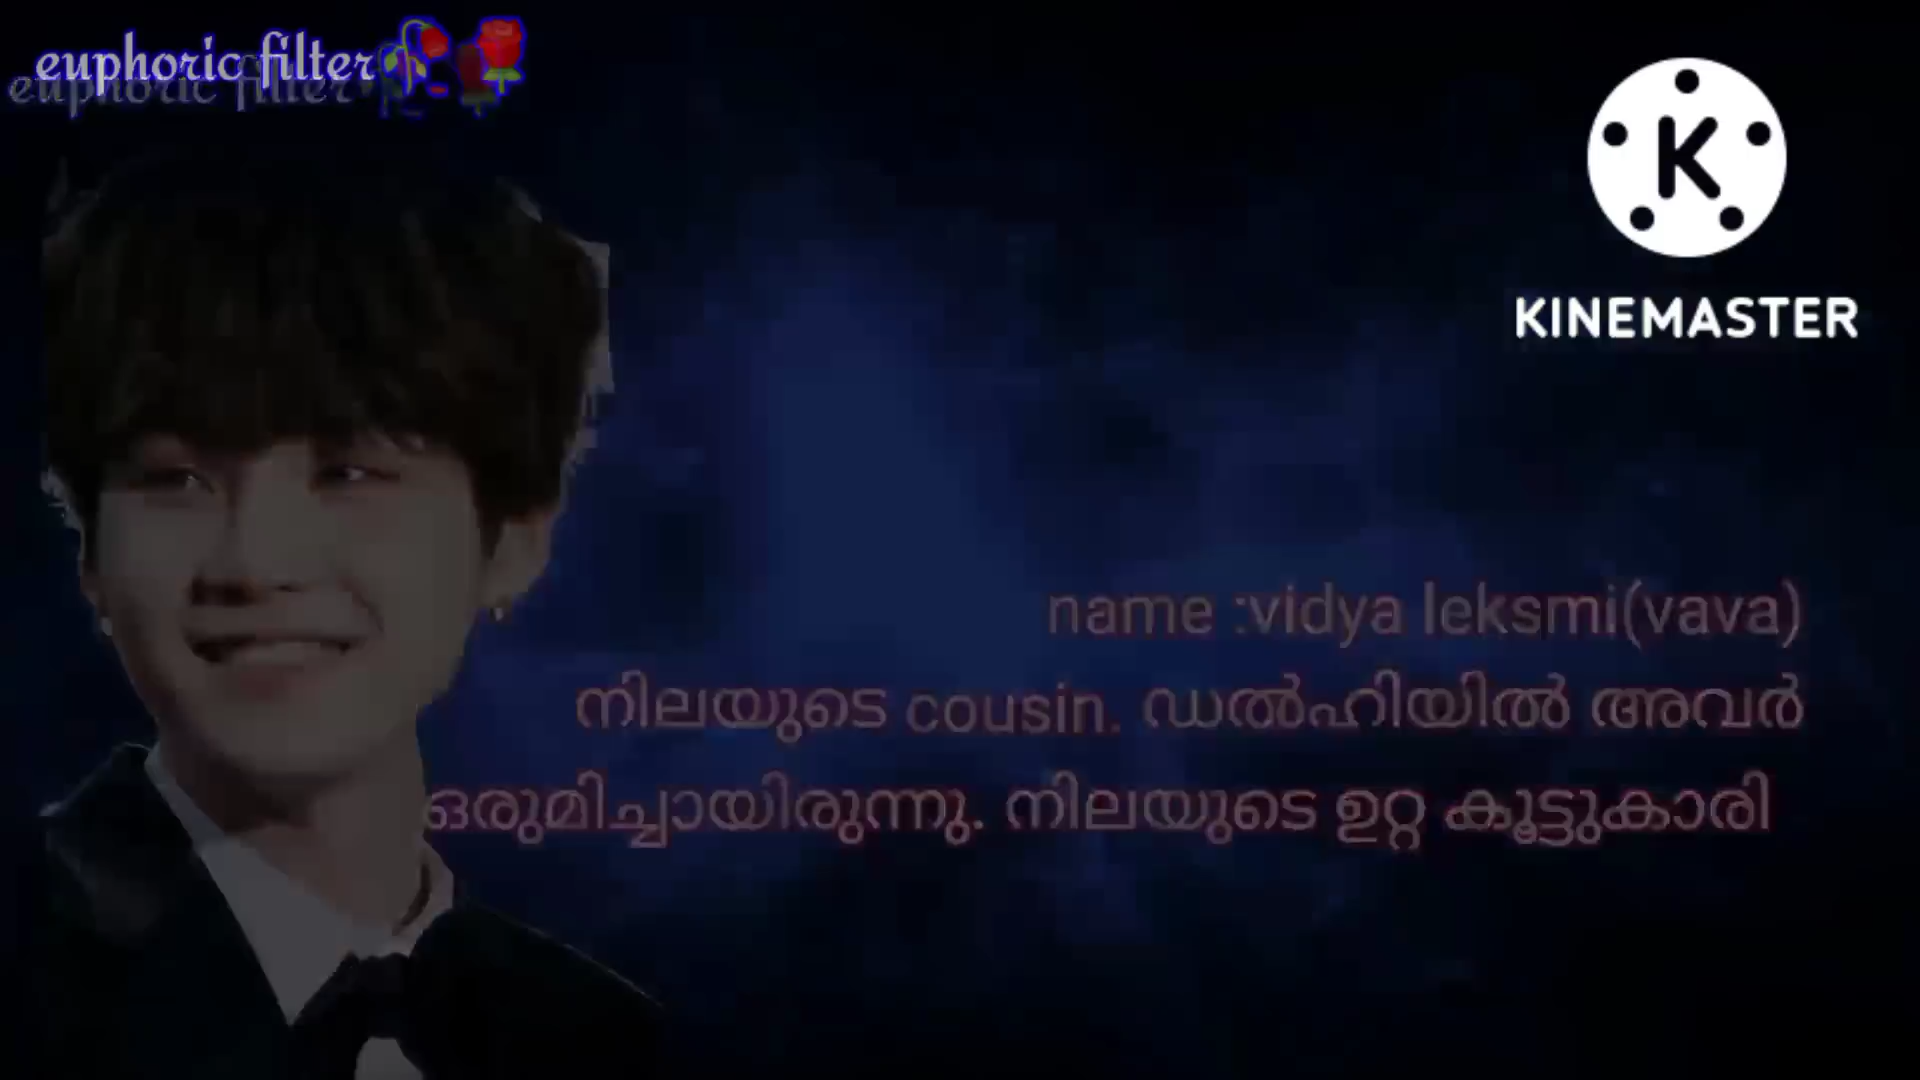 euphoric filter🥀🌹
KINEMASTER
name :vidya leksmi(vava)
നിലയുടെ cousin. ഡൽഹിയിൽ അവർ
ഒരുമിച്ചായിരുന്നു. നിലയുടെ ഉറ്റ കൂട്ടുകാരി